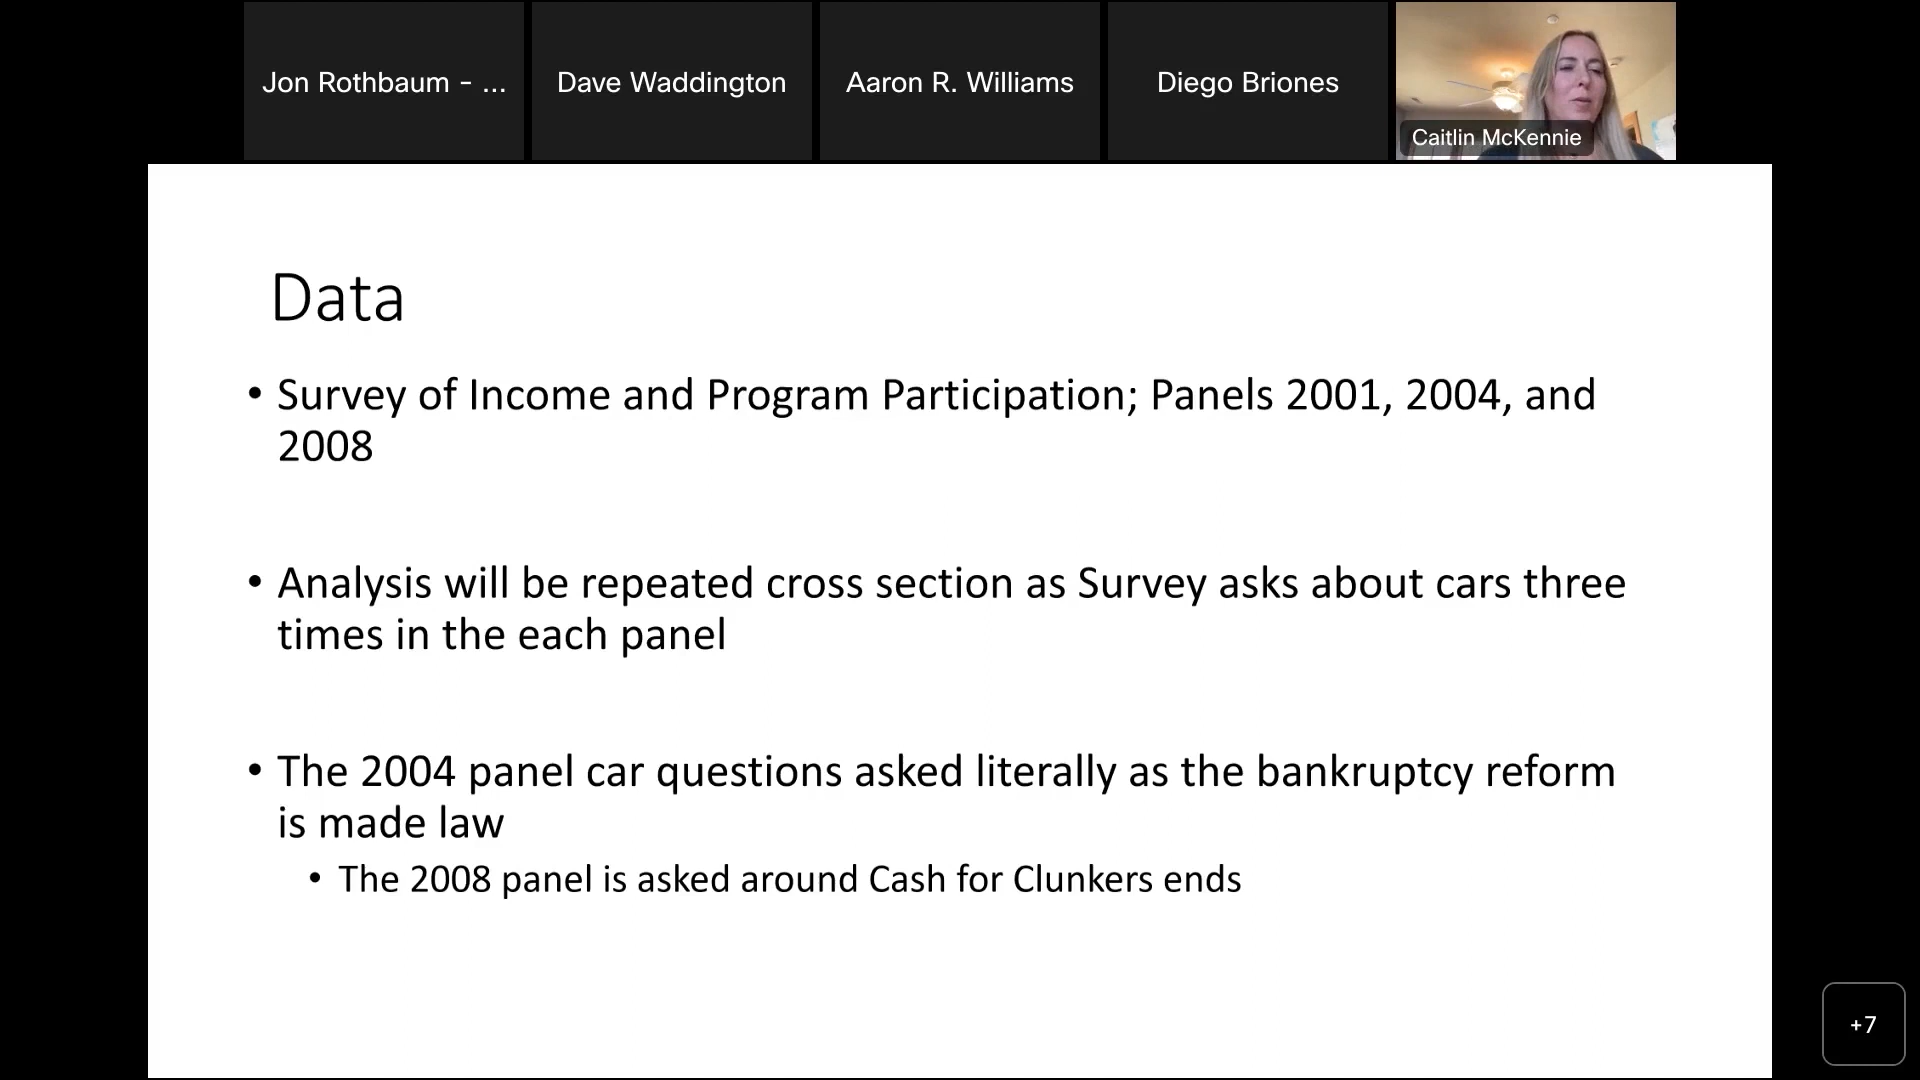 Jon Rothbaum - ...
Dave Waddington
Aaron R. Williams
Diego Briones
Caitlin McKennie
Data
• Survey of Income and Program Participation; Panels 2001, 2004, and
2008
• Analysis will be repeated cross section as Survey asks about cars three
times in the each panel
• The 2004 panel car questions asked literally as the bankruptcy reform
is made law
• The 2008 panel is asked around Cash for Clunkers ends
+7